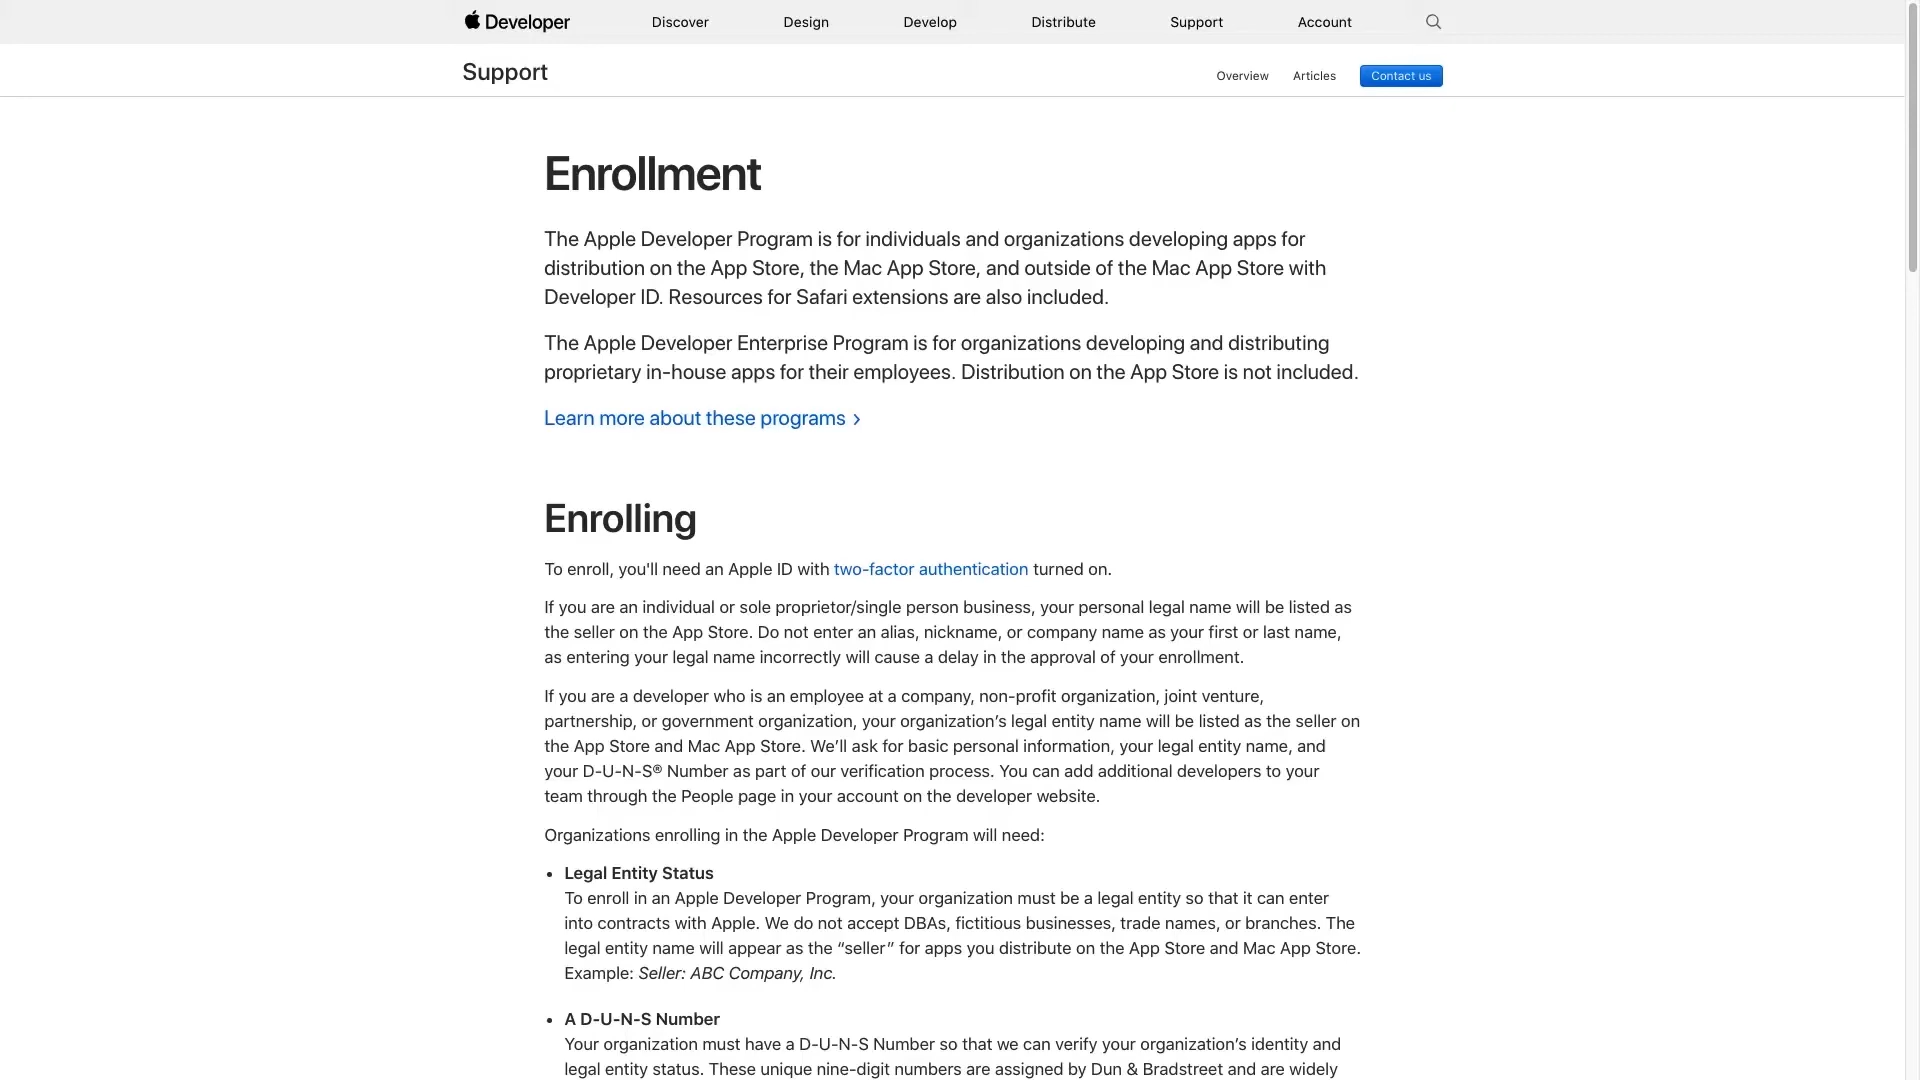 Developer
Discover
Design
Develop
Distribute
Support
Account
Support
Overview
Articles
Contact us
Enrollment
The Apple Developer Program is for individuals and organizations developing apps for
distribution on the App Store, the Mac App Store, and outside of the Mac App Store with
Developer ID. Resources for Safari extensions are also included.
The Apple Developer Enterprise Program is for organizations developing and distributing
proprietary in-house apps for their employees. Distribution on the App Store is not included.
Learn more about these programs ›
Enrolling
To enroll, you'll need an Apple ID with two-factor authentication turned on.
If you are an individual or sole proprietor/single person business, your personal legal name will be listed as
the seller on the App Store. Do not enter an alias, nickname, or company name as your first or last name,
as entering your legal name incorrectly will cause a delay in the approval of your enrollment.
If you are a developer who is an employee at a company, non-profit organization, joint venture,
partnership, or government organization, your organization’s legal entity name will be listed as the seller on
the App Store and Mac App Store. We’ll ask for basic personal information, your legal entity name, and
your D-U-N-S® Number as part of our verification process. You can add additional developers to your
team through the People page in your account on the developer website.
Organizations enrolling in the Apple Developer Program will need:
• Legal Entity Status
To enroll in an Apple Developer Program, your organization must be a legal entity so that it can enter
into contracts with Apple. We do not accept DBAs, fictitious businesses, trade names, or branches. The
legal entity name will appear as the “seller” for apps you distribute on the App Store and Mac App Store.
Example: Seller: ABC Company, Inc.
• A D-U-N-S Number
Your organization must have a D-U-N-S Number so that we can verify your organization’s identity and
legal entity status. These unique nine-digit numbers are assigned by Dun & Bradstreet and are widely